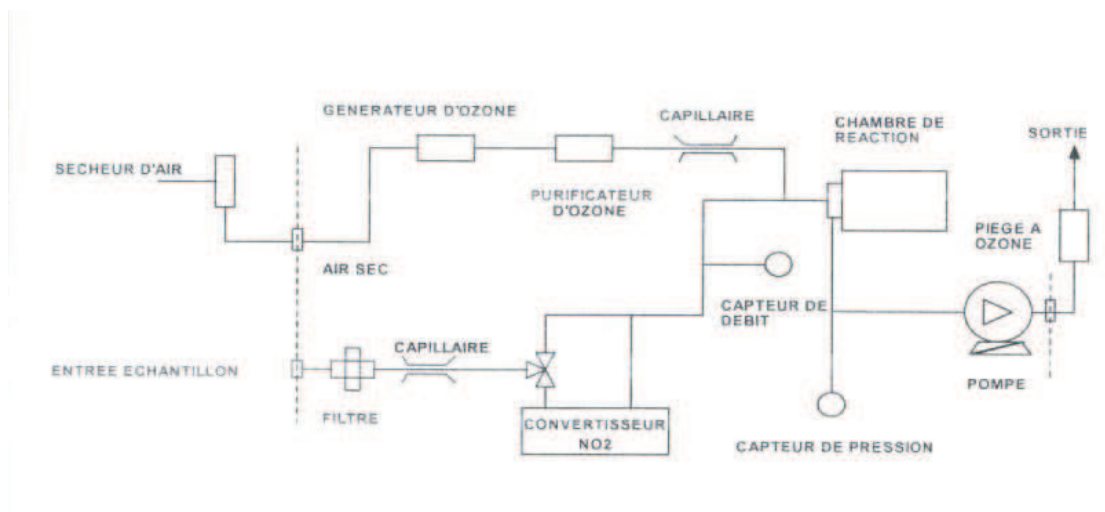 GENERATEUR D'OZONE
CAPILLAIRE
CHAMBRE DE
REACTION
SORTIE
SECHEUR D'AIR
PURIFICATEUR
D'OZONE
PIEGE A
OZONE
AIR SEC
CAPTEUR DE
DEBIT
ENTREE ECHANTILLON
CAPILLAIRE
FILTRE
CONVERTISSEUR
NO2
POMPE
CAPTEUR DE PRESSION